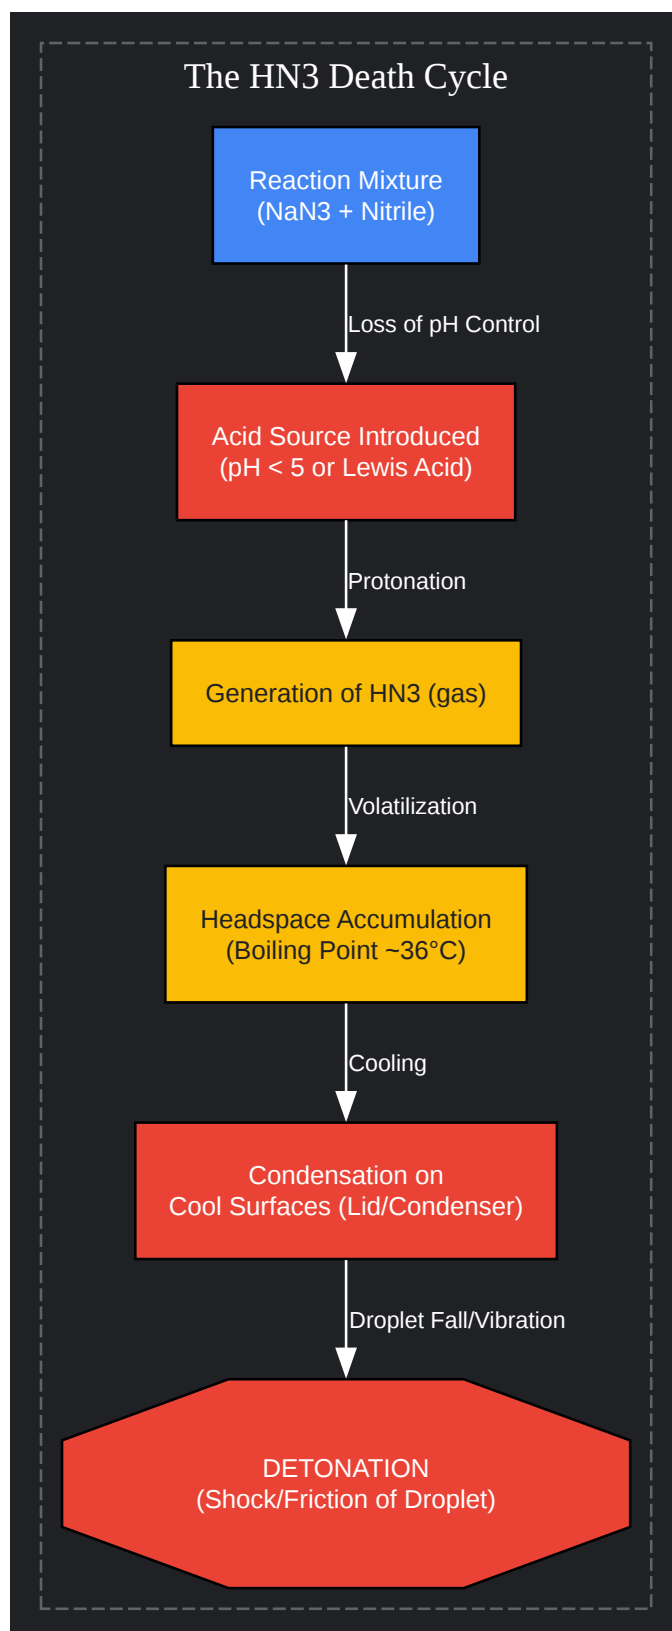 The HN3 Death Cycle
Reaction Mixture
(NaN3 + Nitrile)
Loss of pH Control
Acid Source Introduced
(pH < 5 or Lewis Acid)
Protonation
Generation of HN3 (gas)
Volatilization
Headspace Accumulation
(Boiling Point ~36°C)
Cooling
Condensation on
Cool Surfaces (Lid/Condenser)
Droplet Fall/Vibration
DETONATION
(Shock/Friction of Droplet)